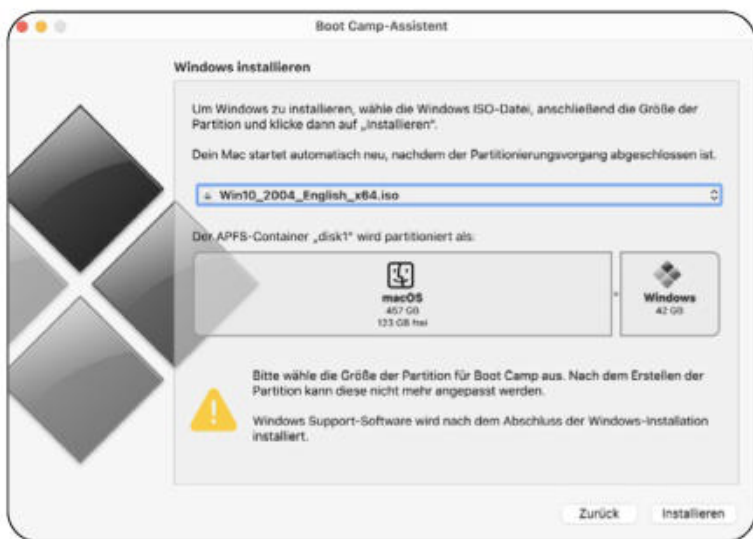 Boot Camp-Assistent
Windows installieren
Um Windows zu installieren, wähle die Windows ISO-Datei, anschließend die Größe der
Partition und klicke dann auf „Installieren“.
Dein Mac startet automatisch neu, nachdem der Partitionierungsvorgang abgeschlossen ist.
Win10_2004_English_x64.iso
Der APFS-Container „disk1“ wird partitioniert als:
macOS
457 GB
123 GB frei
Windows
42 GB
Bitte wähle die Größe der Partition für Boot Camp aus. Nach dem Erstellen der
Partition kann diese nicht mehr angepasst werden.
Windows Support-Software wird nach dem Abschluss der Windows-Installation
installiert.
Zurück
Installieren